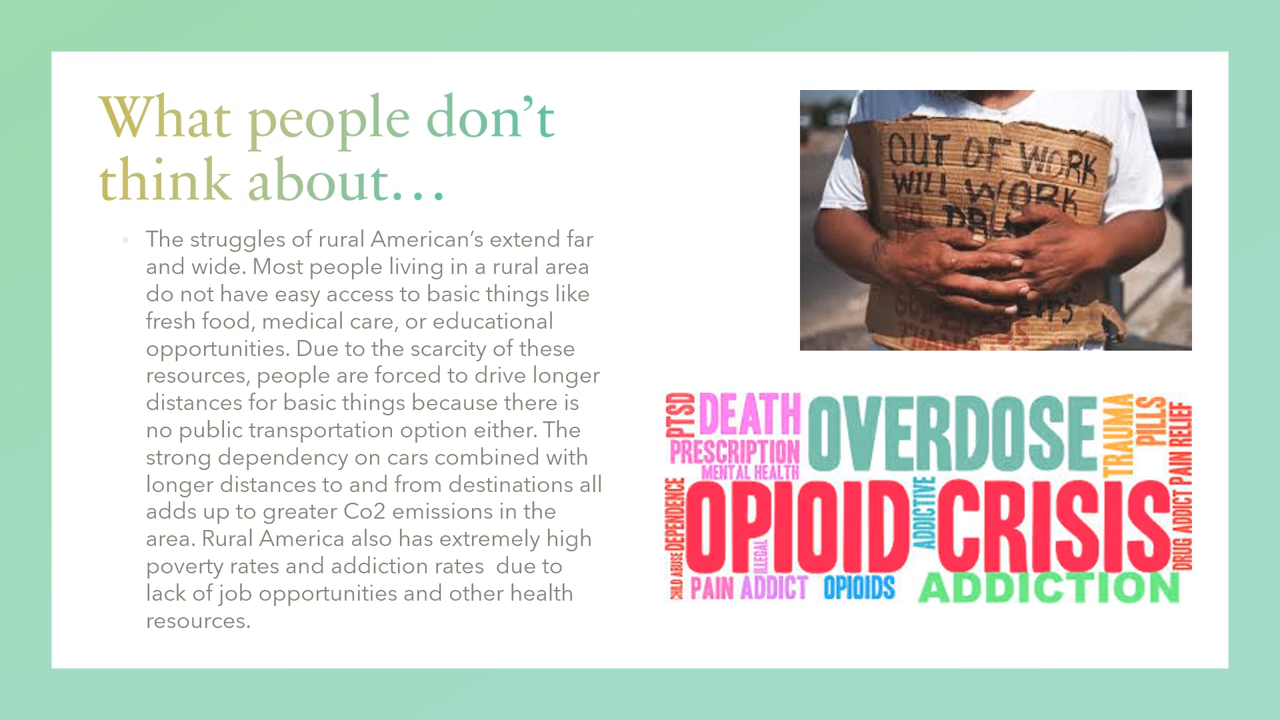 What people don’t
think about…
The struggles of rural American’s extend far
and wide. Most people living in a rural area
do not have easy access to basic things like
fresh food, medical care, or educational
opportunities. Due to the scarcity of these
resources, people are forced to drive longer
distances for basic things because there is
no public transportation option either. The
strong dependency on cars combined with
longer distances to and from destinations all
adds up to greater Co2 emissions in the
area. Rural America also has extremely high
poverty rates and addiction rates due to
lack of job opportunities and other health
resources.
OUT OF WORK
WILL WORK
NO
THANK
PTSD
DEATH
OVERDOSE
TRAUMA
PILLS
PAIN RELIEF
PRESCRIPTION
MENTAL HEALTH
DEPENDENCE
OPIOID
ADDICTIVE
CRISIS
DRUG ADDICT
ILLEGAL
CHILD ABUSE
PAIN
ADDICT
OPIOIDS
ADDICTION